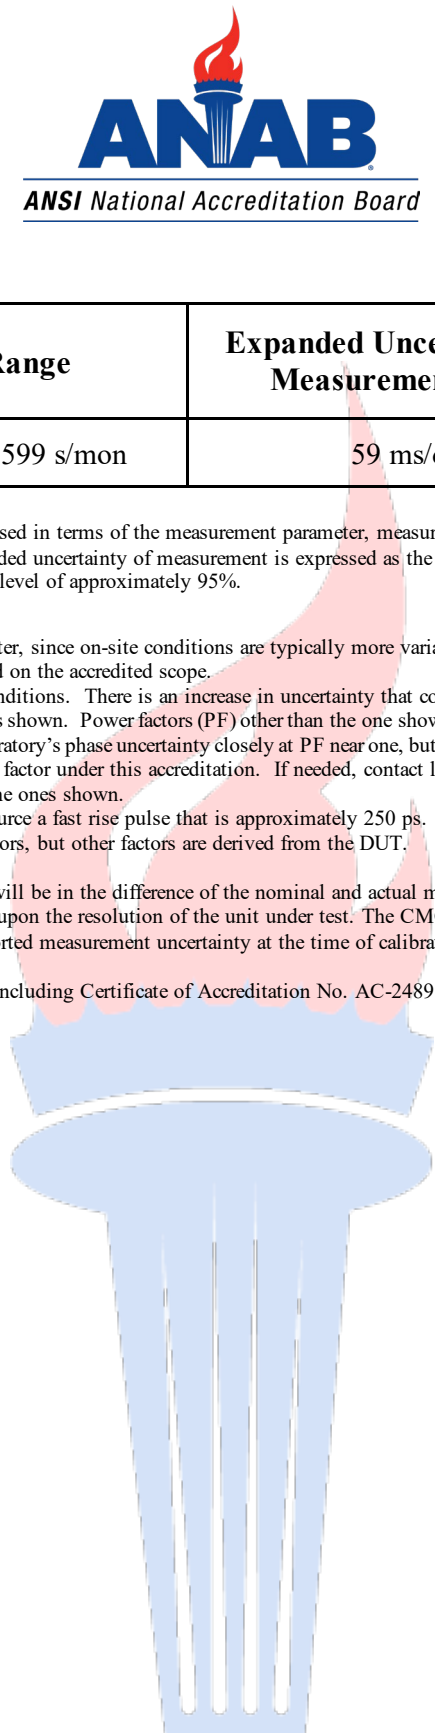 ANAB
ANSI National Accreditation Board
Range
Expanded Unce
Measuremen
599 s/mon
59 ms/
sed in terms of the measurement parameter, measur
ded uncertainty of measurement is expressed as the
level of approximately 95%.
ter, since on-site conditions are typically more varia
d on the accredited scope.
nditions. There is an increase in uncertainty that co
s shown. Power factors (PF) other than the one show
ratory’s phase uncertainty closely at PF near one, but
factor under this accreditation. If needed, contact l
he ones shown.
urce a fast rise pulse that is approximately 250 ps.
ors, but other factors are derived from the DUT.
will be in the difference of the nominal and actual m
upon the resolution of the unit under test. The CM
orted measurement uncertainty at the time of calibra
ncluding Certificate of Accreditation No. AC-2489